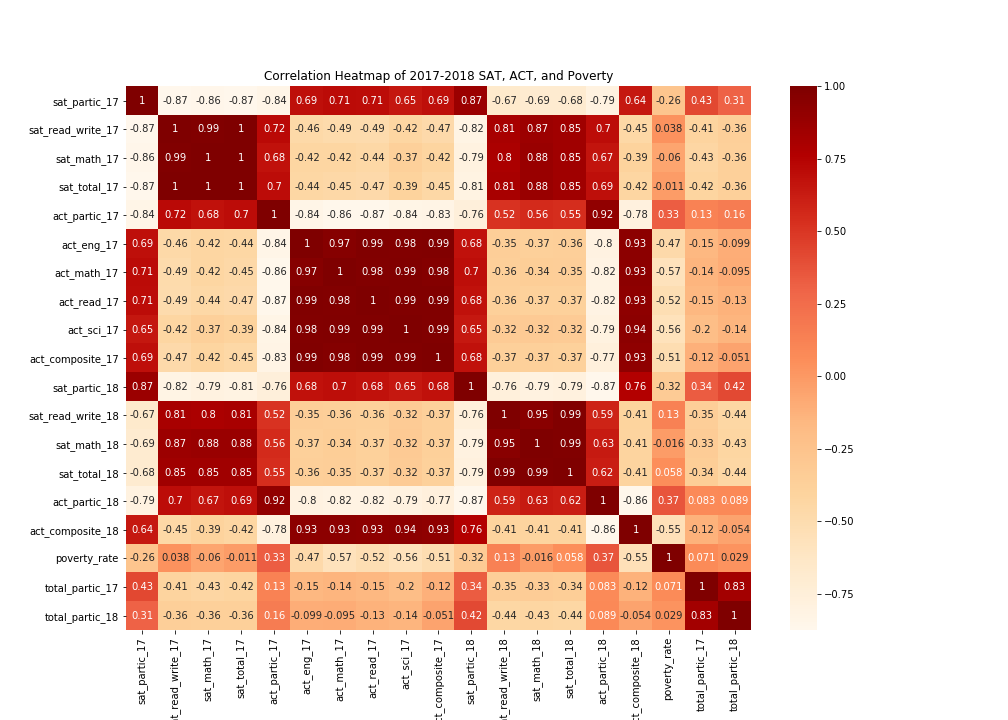 Correlation Heatmap of 2017-2018 SAT, ACT, and Poverty
sat_partic_17 1 -0.87 -0.86 -0.87 -0.84 0.69 0.71 0.71 0.65 0.69 0.87 -0.67 -0.69 -0.68 -0.79 0.64 -0.26 0.43 0.31
sat_read_write_17 -0.87 1 0.99 1 0.72 -0.46 -0.49 -0.49 -0.42 -0.47 -0.82 0.81 0.87 0.85 0.7 -0.45 0.038 -0.41 -0.36
sat_math_17 -0.86 0.99 1 1 0.68 -0.42 -0.42 -0.44 -0.37 -0.42 -0.79 0.8 0.88 0.85 0.67 -0.39 -0.06 -0.43 -0.36
sat_total_17 -0.87 1 1 1 0.7 -0.44 -0.45 -0.47 -0.39 -0.45 -0.81 0.81 0.88 0.85 0.69 -0.42 -0.011 -0.42 -0.36
act_partic_17 -0.84 0.72 0.68 0.7 1 -0.84 -0.86 -0.87 -0.84 -0.83 -0.76 0.52 0.56 0.55 0.92 -0.78 0.33 0.13 0.16
act_eng_17 0.69 -0.46 -0.42 -0.44 -0.84 1 0.97 0.99 0.98 0.99 0.68 -0.35 -0.37 -0.36 -0.8 0.93 -0.47 -0.15 -0.099
act_math_17 0.71 -0.49 -0.42 -0.45 -0.86 0.97 1 0.98 0.99 0.98 0.7 -0.36 -0.34 -0.35 -0.82 0.93 -0.57 -0.14 -0.095
act_read_17 0.71 -0.49 -0.44 -0.47 -0.87 0.99 0.98 1 0.99 0.99 0.68 -0.36 -0.37 -0.37 -0.82 0.93 -0.52 -0.15 -0.13
act_sci_17 0.65 -0.42 -0.37 -0.39 -0.84 0.98 0.99 0.99 1 0.99 0.65 -0.32 -0.32 -0.32 -0.79 0.94 -0.56 -0.2 -0.14
act_composite_17 0.69 -0.47 -0.42 -0.45 -0.83 0.99 0.98 0.99 0.99 1 0.68 -0.37 -0.37 -0.37 -0.77 0.93 -0.51 -0.12 -0.051
sat_partic_18 0.87 -0.82 -0.79 -0.81 -0.76 0.68 0.7 0.68 0.65 0.68 1 -0.76 -0.79 -0.79 -0.87 0.76 -0.32 0.34 0.42
sat_read_write_18 -0.67 0.81 0.8 0.81 0.52 -0.35 -0.36 -0.36 -0.32 -0.37 -0.76 1 0.95 0.99 0.59 -0.41 0.13 -0.35 -0.44
sat_math_18 -0.69 0.87 0.88 0.88 0.56 -0.37 -0.34 -0.37 -0.32 -0.37 -0.79 0.95 1 0.99 0.63 -0.41 -0.016 -0.33 -0.43
sat_total_18 -0.68 0.85 0.85 0.85 0.55 -0.36 -0.35 -0.37 -0.32 -0.37 -0.79 0.99 0.99 1 0.62 -0.41 0.058 -0.34 -0.44
act_partic_18 -0.79 0.7 0.67 0.69 0.92 -0.8 -0.82 -0.82 -0.79 -0.77 -0.87 0.59 0.63 0.62 1 -0.86 0.37 0.083 0.089
act_composite_18 0.64 -0.45 -0.39 -0.42 -0.78 0.93 0.93 0.93 0.94 0.93 0.76 -0.41 -0.41 -0.41 -0.86 1 -0.55 -0.12 -0.054
poverty_rate -0.26 0.038 -0.06 -0.011 0.33 -0.47 -0.57 -0.52 -0.56 -0.51 -0.32 0.13 -0.016 0.058 0.37 -0.55 1 0.071 0.029
total_partic_17 0.43 -0.41 -0.43 -0.42 0.13 -0.15 -0.14 -0.15 -0.2 -0.12 0.34 -0.35 -0.33 -0.34 0.083 -0.12 0.071 1 0.83
total_partic_18 0.31 -0.36 -0.36 -0.36 0.16 -0.099 -0.095 -0.13 -0.14 -0.051 0.42 -0.44 -0.43 -0.44 0.089 -0.054 0.029 0.83 1
sat_partic_17
at_read_write_17
sat_math_17
sat_total_17
act_partic_17
act_eng_17
act_math_17
act_read_17
act_sci_17
ct_composite_17
sat_partic_18
at_read_write_18
sat_math_18
sat_total_18
act_partic_18
ct_composite_18
poverty_rate
total_partic_17
total_partic_18
1.00
0.75
0.50
0.25
0.00
−0.25
−0.50
−0.75